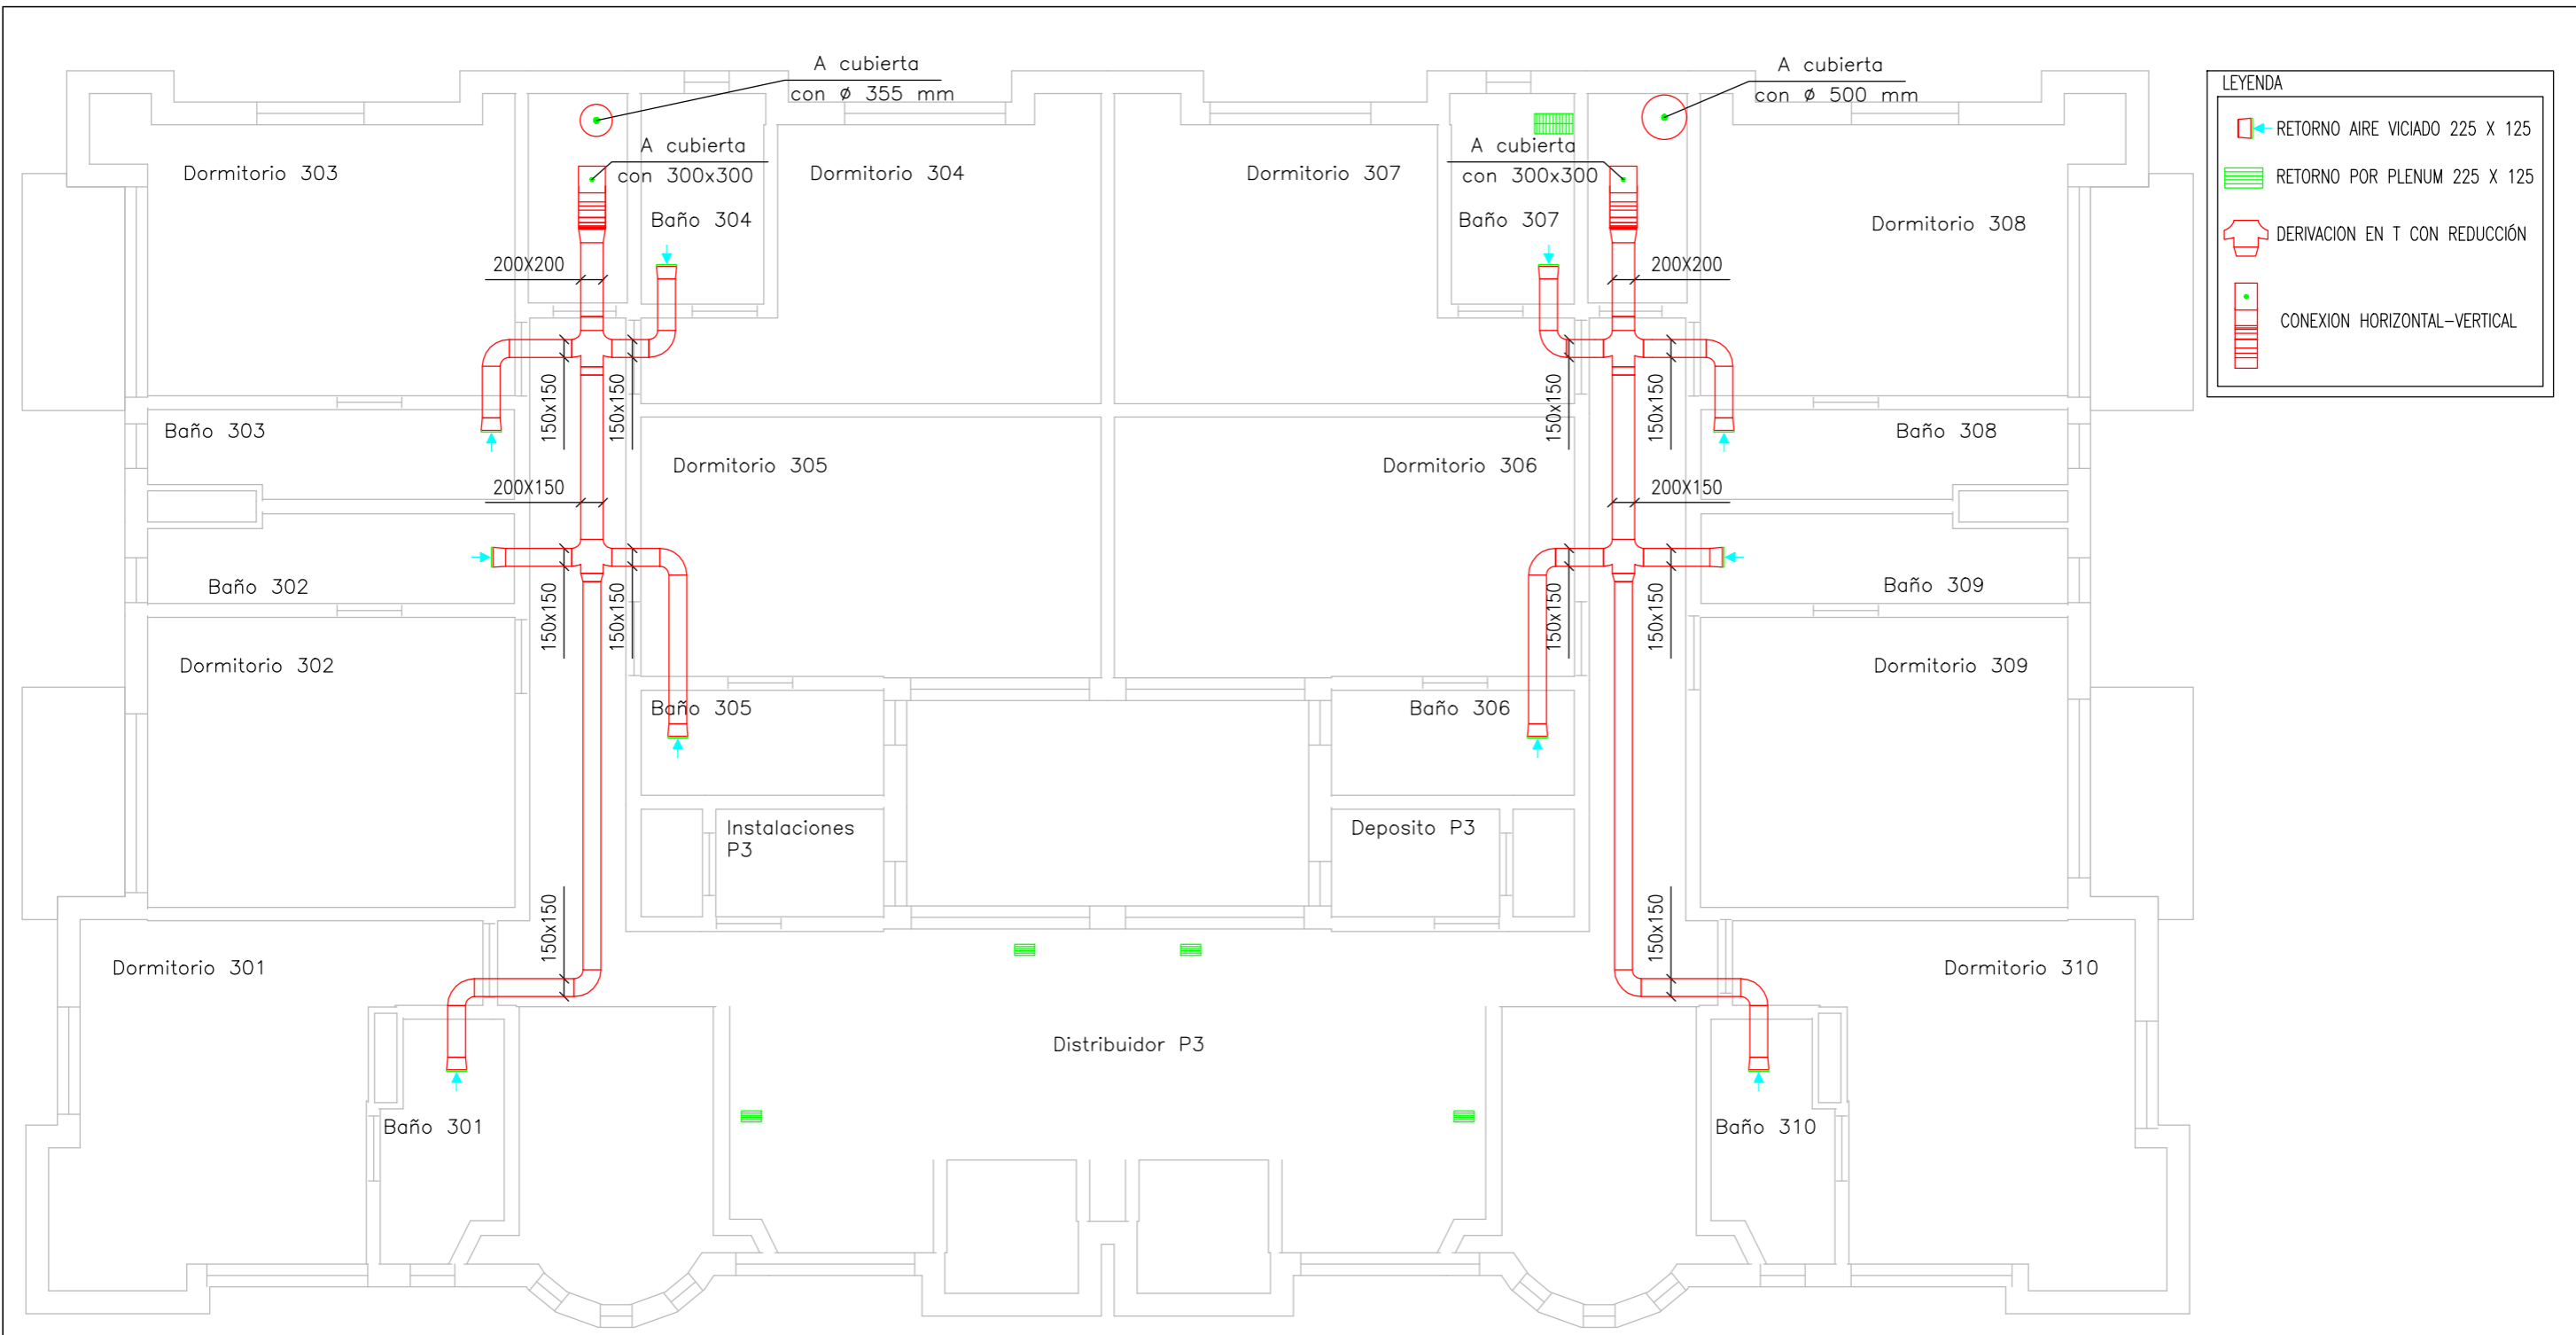 A cubierta
con ø 355 mm
A cubierta
con ø 500 mm
LEYENDA
RETORNO AIRE VICIADO 225 X 125
RETORNO POR PLENUM 225 X 125
DERIVACION EN T CON REDUCCIÓN
CONEXION HORIZONTAL-VERTICAL
A cubierta
con 300x300
A cubierta
con 300x300
Dormitorio 303
Dormitorio 304
Dormitorio 307
Baño 304
Baño 307
Dormitorio 308
200X200
200X200
150x150
150x150
150x150
150x150
Baño 303
Baño 308
Dormitorio 305
Dormitorio 306
200X150
200X150
Baño 302
Baño 309
150x150
150x150
150x150
150x150
Dormitorio 302
Dormitorio 309
Baño 305
Baño 306
Instalaciones
P3
Deposito P3
150x150
150x150
Dormitorio 301
Dormitorio 310
Distribuidor P3
Baño 301
Baño 310